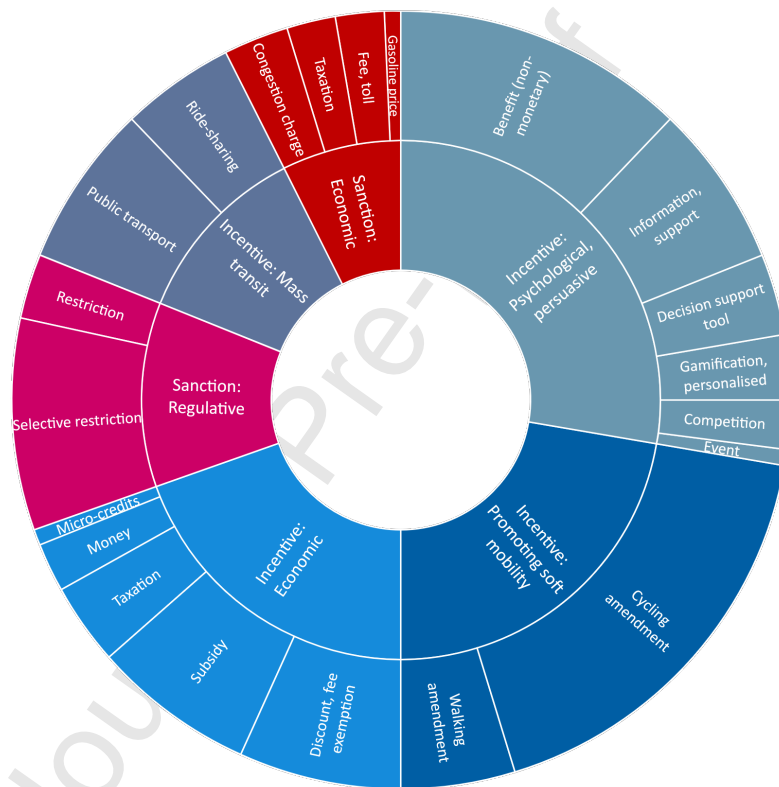 Benefit (non-
monetary)
Information,
support
Decision support
tool
Gamification,
personalised
Competition
Event
Incentive:
Psychological,
persuasive
Cycling
amendment
Walking
amendment
Incentive:
Promoting soft
mobility
Discount, fee
exemption
Subsidy
Taxation
Money
Micro-credits
Incentive:
Economic
Selective restriction
Restriction
Sanction:
Regulative
Public transport
Ride-sharing
Incentive: Mass
transit
Congestion charge
Taxation
Fee, toll
Gasoline price
Sanction:
Economic
Pre-